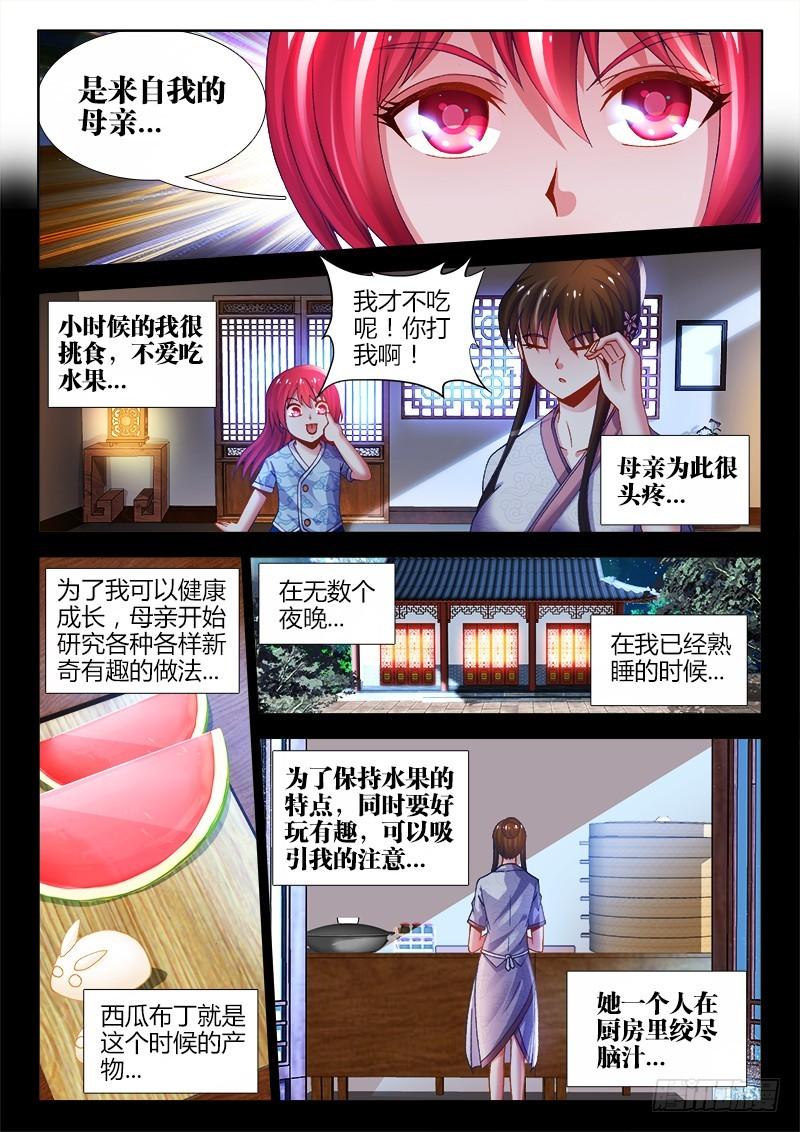 是来自我的
母亲...
小时候的我很
挑食，不爱吃
水果...
我才不吃
呢！你打
我啊！
母亲为此很
头疼...
为了我可以健康
成长，母亲开始
研究各种各样新
奇有趣的做法...
在无数个
夜晚...
在我已经熟
睡的时候...
为了保持水果的
特点，同时要好
玩有趣，可以吸
引我的注意...
她一个人在
厨房里绞尽
脑汁...
西瓜布丁就是
这个时候的产
物...
腾讯动漫